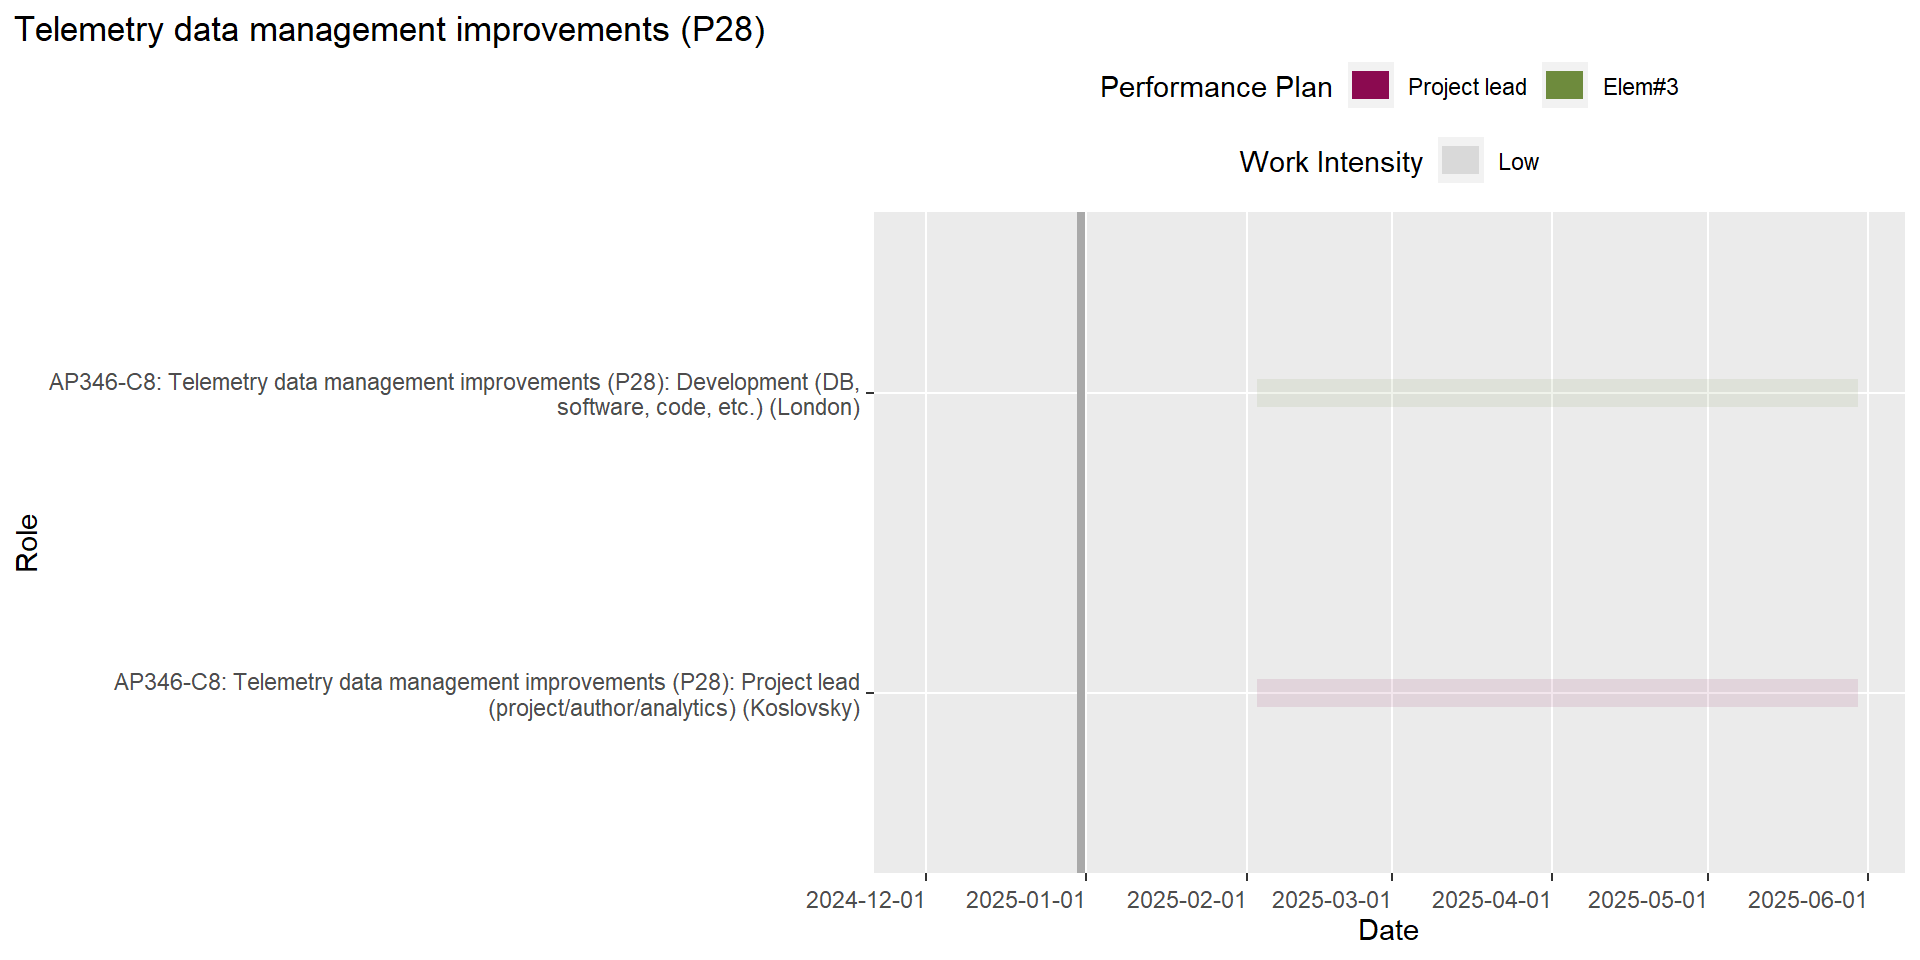 Telemetry data management improvements (P28)
Performance Plan Project lead Elem#3
Work Intensity Low
AP346-C8: Telemetry data management improvements (P28): Development (DB,
software, code, etc.) (London)
Role
AP346-C8: Telemetry data management improvements (P28): Project lead
(project/author/analytics) (Koslovsky)
2024-12-01 2025-01-01 2025-02-01 2025-03-01 2025-04-01 2025-05-01 2025-06-01
Date